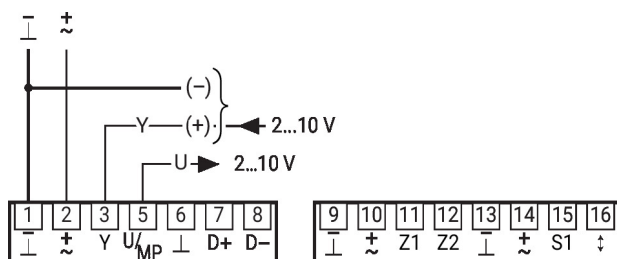 − +
⊥ ~
(−)
Y (+) 2...10 V
U 2...10 V
1 2 3 5 6 7 8 9 10 11 12 13 14 15 16
− ⊥ + ~ Y U/MP ⊥ D+ D− − ⊥ + ~ Z1 Z2 − ⊥ + ~ S1 ↕